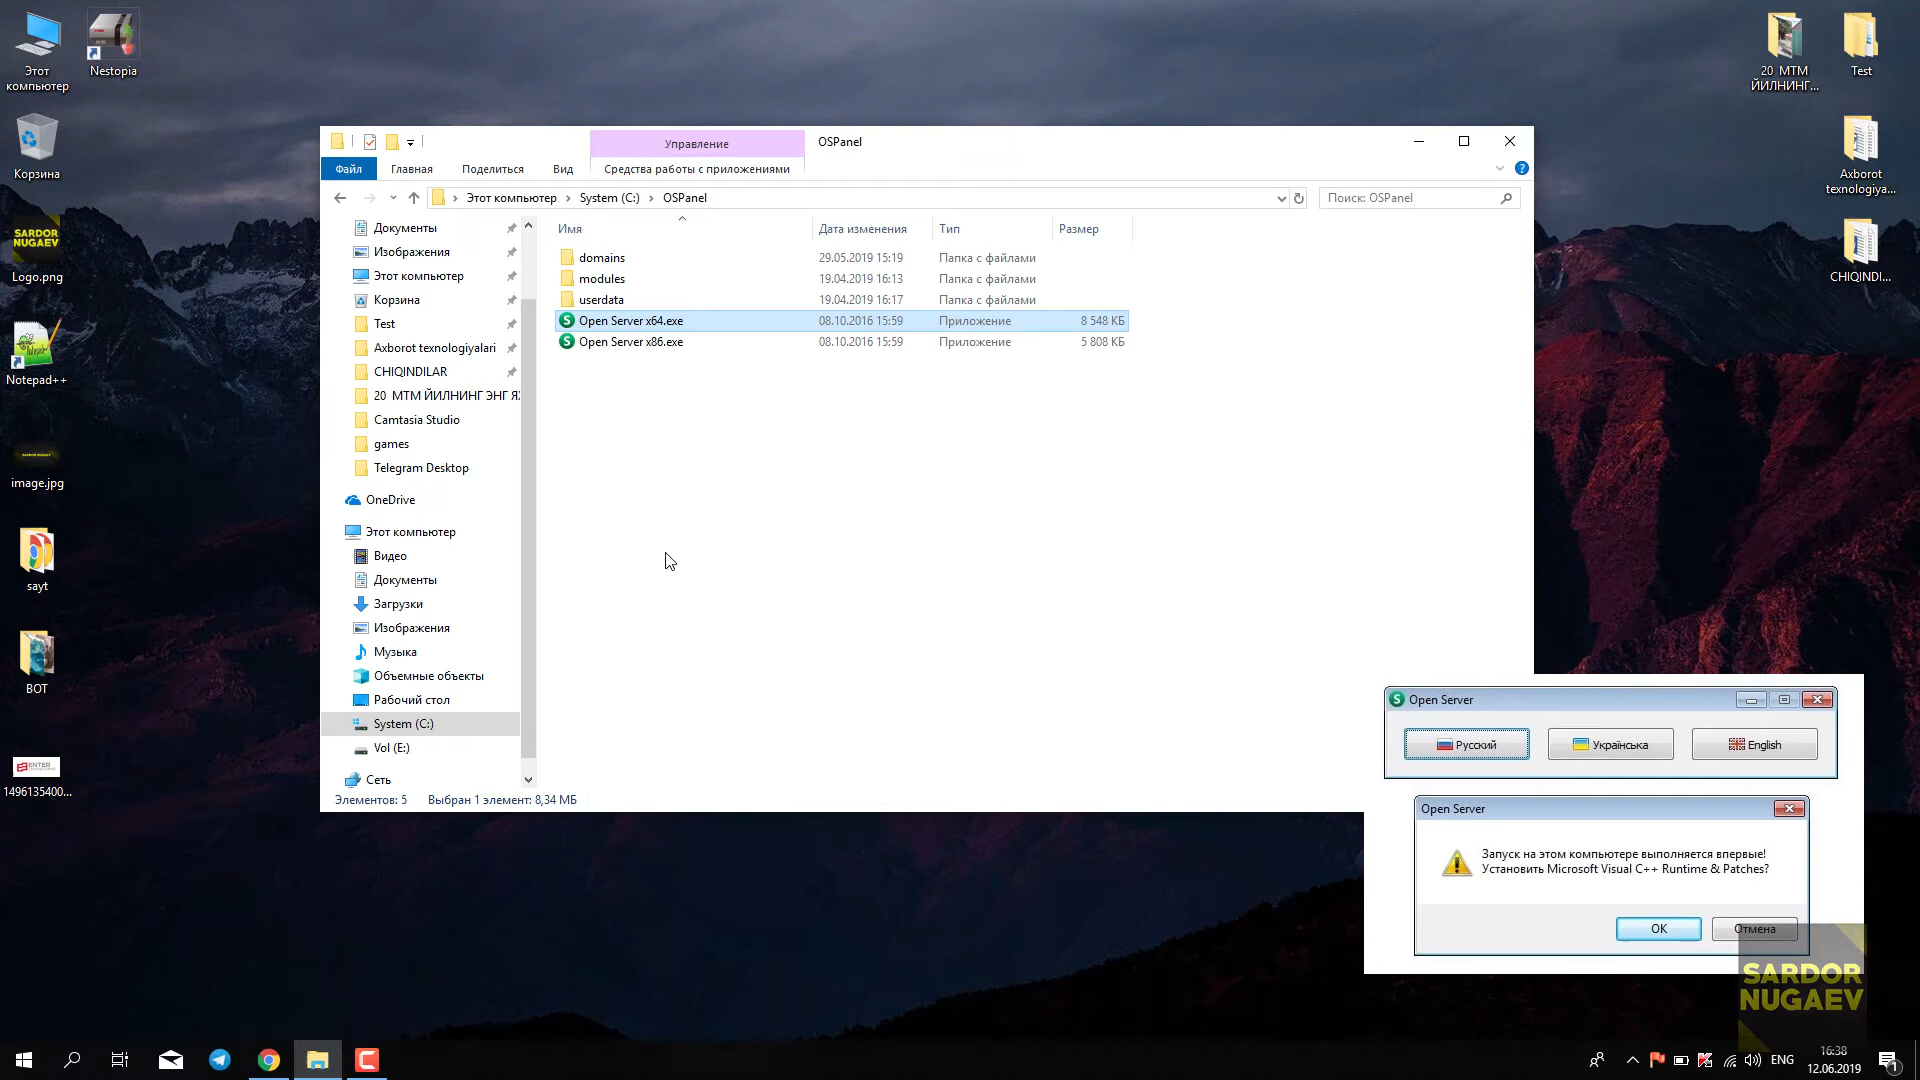 Этот
компьютер
Nestopia
Корзина
SARDOR
NUGAEV
Logo.png
Notepad++
image.jpg
sayt
BOT
1496135400...
20 МТМ
ЙИЛНИНГ...
Test
Axborot
texnologiya...
CHIQINDI...
Управление
OSPanel
Файл
Главная
Поделиться
Вид
Средства работы с приложениями
Этот компьютер
System (C:)
OSPanel
Поиск: OSPanel
Имя
Дата изменения
Тип
Размер
domains 29.05.2019 15:19 Папка с файлами
modules 19.04.2019 16:13 Папка с файлами
userdata 19.04.2019 16:17 Папка с файлами
Open Server x64.exe 08.10.2016 15:59 Приложение 8 548 КБ
Open Server x86.exe 08.10.2016 15:59 Приложение 5 808 КБ
Документы
Изображения
Этот компьютер
Корзина
Test
Axborot texnologiyalari
CHIQINDILAR
20 МТМ ЙИЛНИНГ ЭНГ
Camtasia Studio
games
Telegram Desktop
OneDrive
Этот компьютер
Видео
Документы
Загрузки
Изображения
Музыка
Объемные объекты
Рабочий стол
System (C:)
Vol (E:)
Сеть
Элементов: 5
Выбран 1 элемент: 8,34 МБ
Open Server
Русский
Українська
English
Open Server
Запуск на этом компьютере выполняется впервые!
Установить Microsoft Visual C++ Runtime & Patches?
OK
Отмена
SARDOR
NUGAEV
ENG
16:38
12.06.2019
1